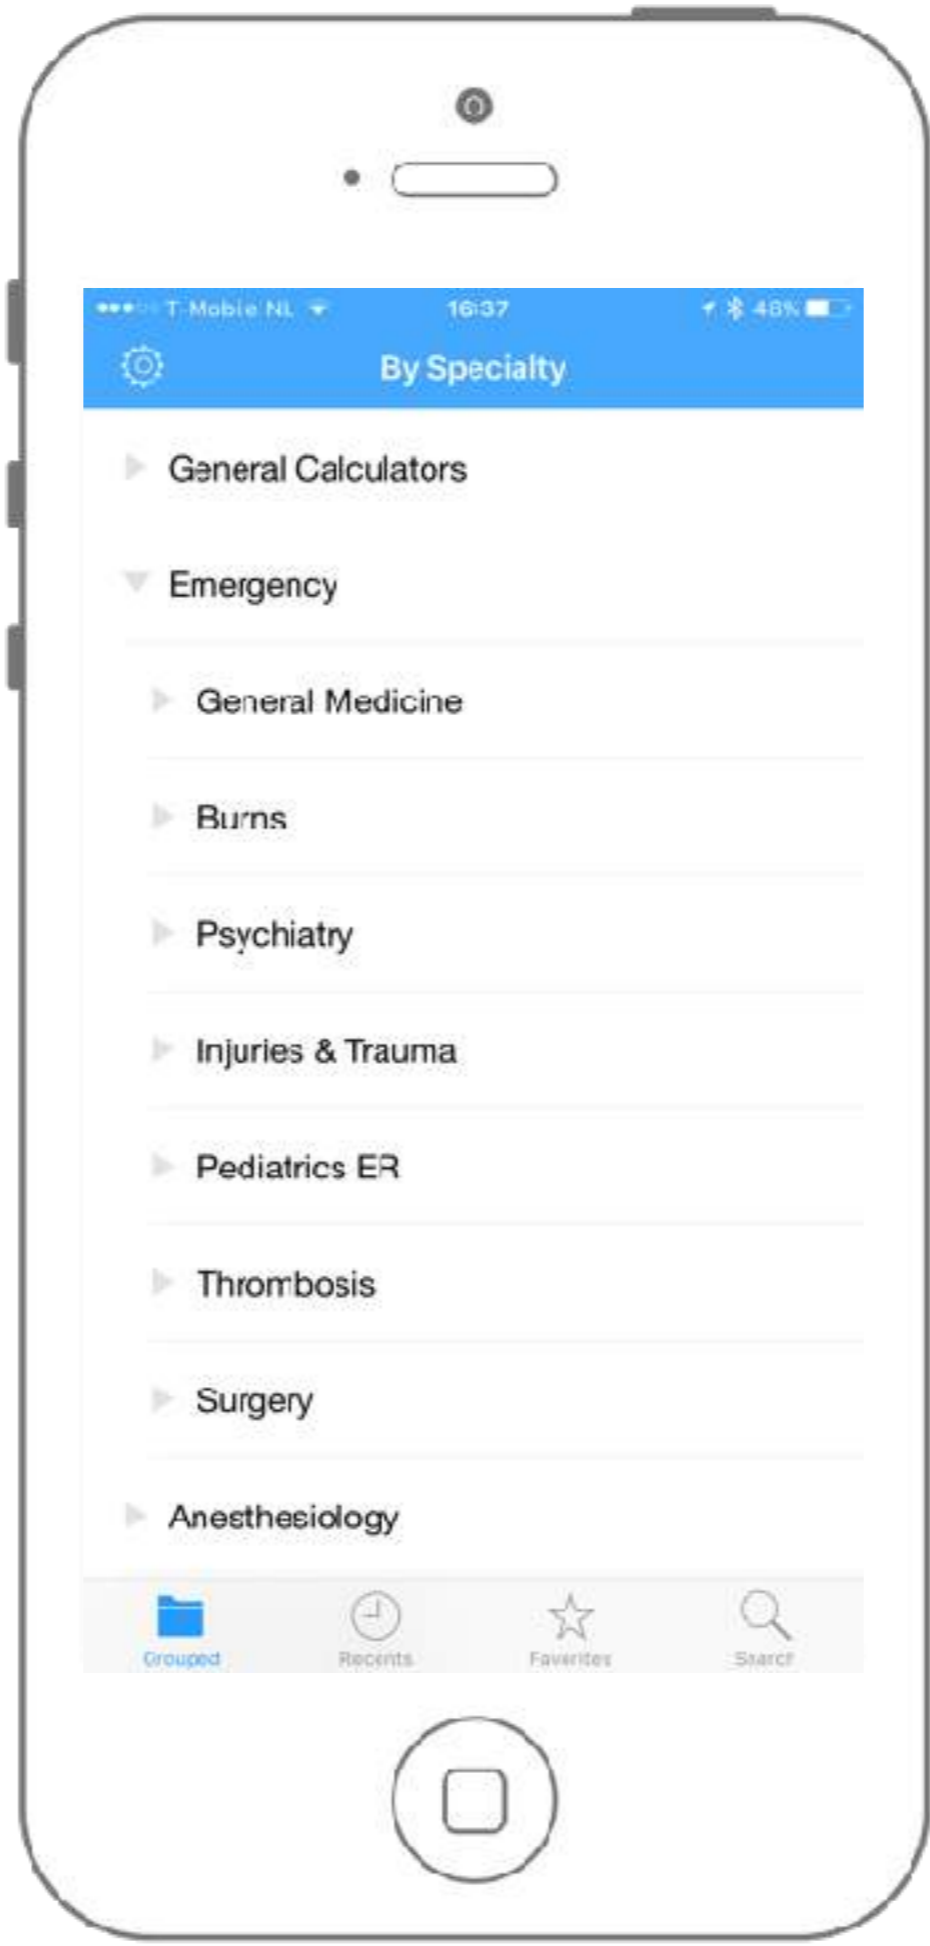 T-Mobile NL 16:37 48%
By Specialty
General Calculators
Emergency
General Medicine
Burns
Psychiatry
Injuries & Trauma
Pediatrics ER
Thrombosis
Surgery
Anesthesiology
Grouped Recents Favorites Search